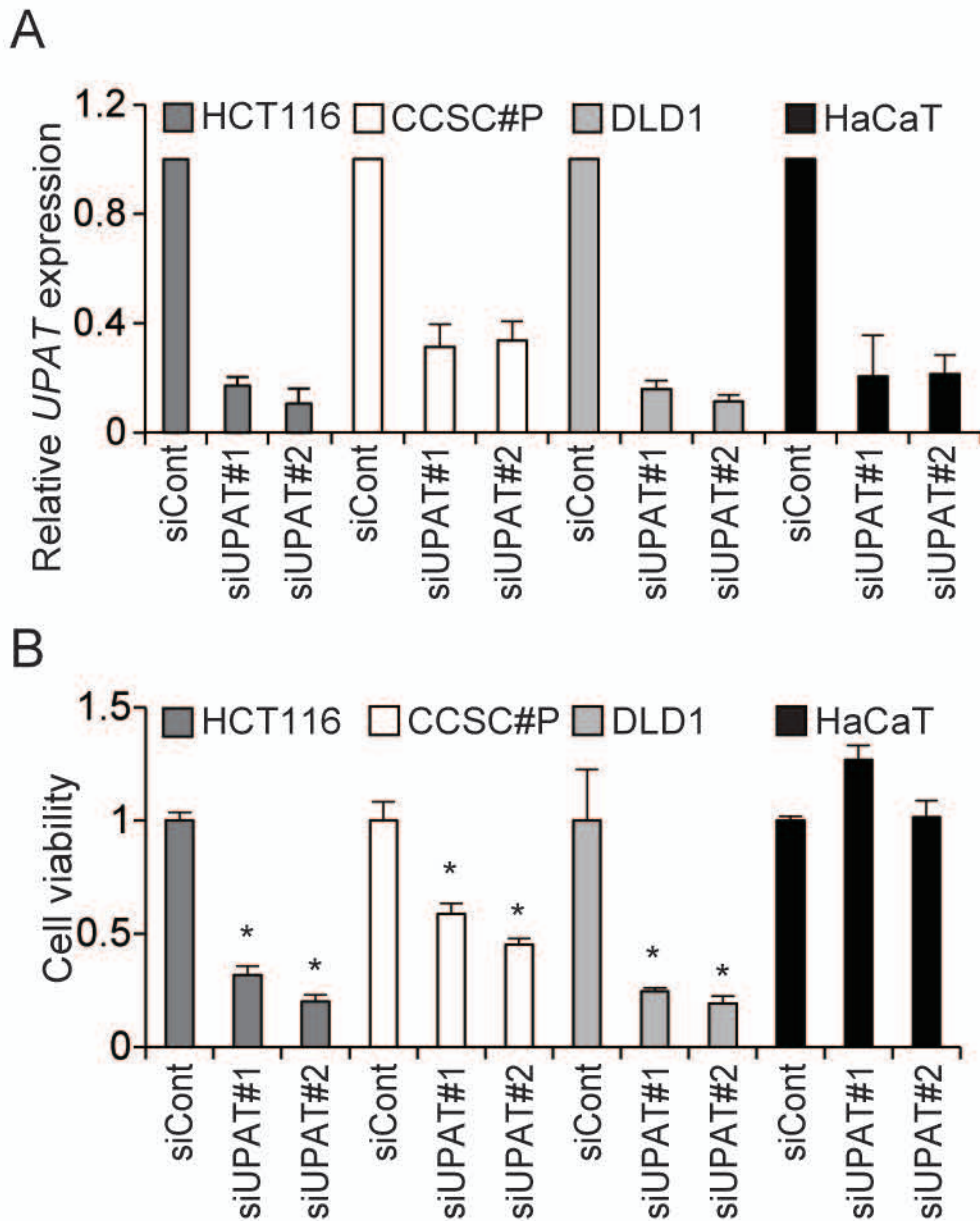 A
Relative UPAT expression
1.2
0.8
0.4
0
HCT116 CCSC#P DLD1 HaCaT
siCont siUPAT#1 siUPAT#2 siCont siUPAT#1 siUPAT#2 siCont siUPAT#1 siUPAT#2 siCont siUPAT#1 siUPAT#2
B
Cell viability
1.5
1
0.5
0
HCT116 CCSC#P DLD1 HaCaT
* * * * * *
siCont siUPAT#1 siUPAT#2 siCont siUPAT#1 siUPAT#2 siCont siUPAT#1 siUPAT#2 siCont siUPAT#1 siUPAT#2